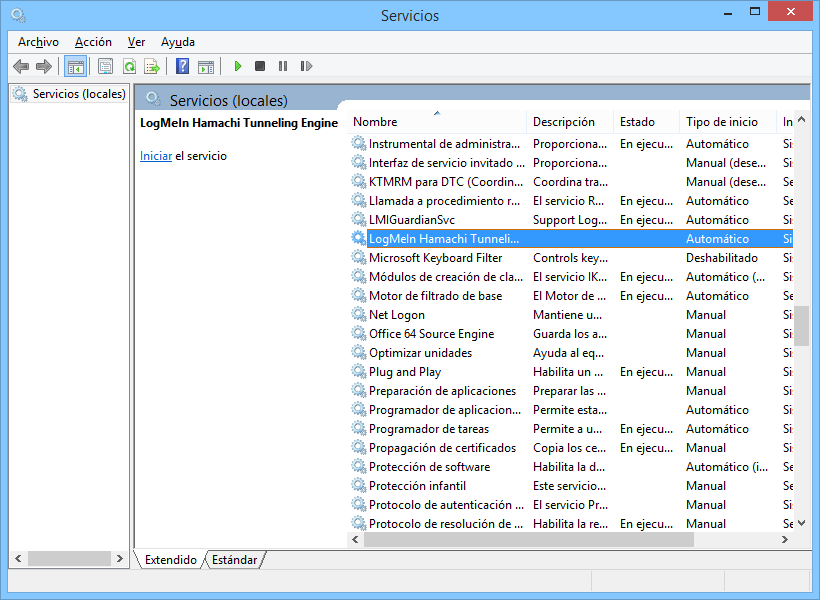 Servicios
Archivo Acción Ver Ayuda
Servicios (locales)
Servicios (locales)
LogMeIn Hamachi Tunneling Engine
Iniciar el servicio
Nombre Descripción Estado Tipo de inicio In
Instrumental de administra... Proporciona... En ejecu... Automático Si
Interfaz de servicio invitado ... Proporciona... Manual (dese... Si
KTMRM para DTC (Coordin... Coordina tra... Manual (dese... Se
Llamada a procedimiento r... El servicio R... En ejecu... Automático Se
LMIGuardianSvc Support Log... En ejecu... Automático Si
LogMeIn Hamachi Tunneli... Automático Si
Microsoft Keyboard Filter Controls key... Deshabilitado Si
Módulos de creación de cla... El servicio IK... En ejecu... Automático (... Si
Motor de filtrado de base El Motor de ... En ejecu... Automático Se
Net Logon Mantiene u... Manual Si
Office 64 Source Engine Guarda los a... Manual Si
Optimizar unidades Ayuda al eq... Manual Si
Plug and Play Habilita un ... En ejecu... Manual Si
Preparación de aplicaciones Preparar las ... Manual Si
Programador de aplicacion... Permite esta... Automático Si
Programador de tareas Permite a u... En ejecu... Automático Si
Propagación de certificados Copia los ce... En ejecu... Manual Si
Protección de software Habilita la d... Automático (i... Se
Protección infantil Este servicio... Manual Se
Protocolo de autenticación ... El servicio Pr... Manual Si
Protocolo de resolución de ... Habilita la re... En ejecu... Manual Se
Extendido Estándar